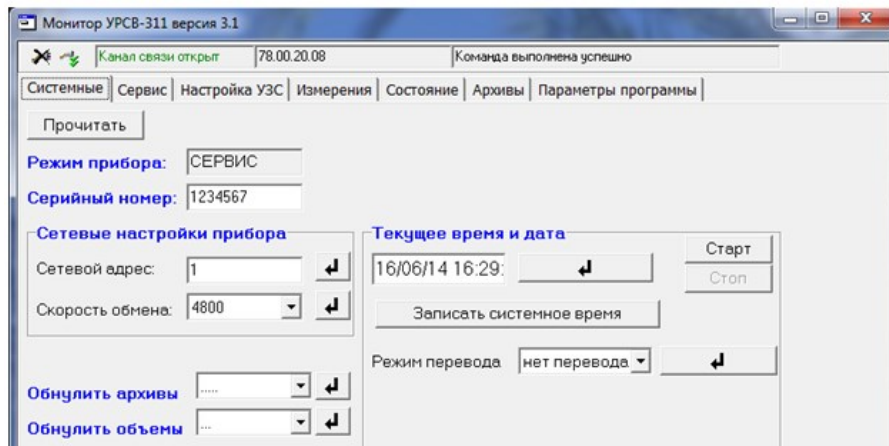 Монитор УРСВ-311 версия 3.1
Канал связи открыт 78.00.20.08 Команда выполнена успешно
Системные Сервис Настройка УЗС Измерения Состояние Архивы Параметры программы
Прочитать
Режим прибора: СЕРВИС
Серийный номер: 1234567
Сетевые настройки прибора
Сетевой адрес: 1
Скорость обмена: 4800
Текущее время и дата
16/06/14 16:29:
Старт
Стоп
Записать системное время
Режим перевода нет перевода
Обнулить архивы .....
Обнулить объемы ...